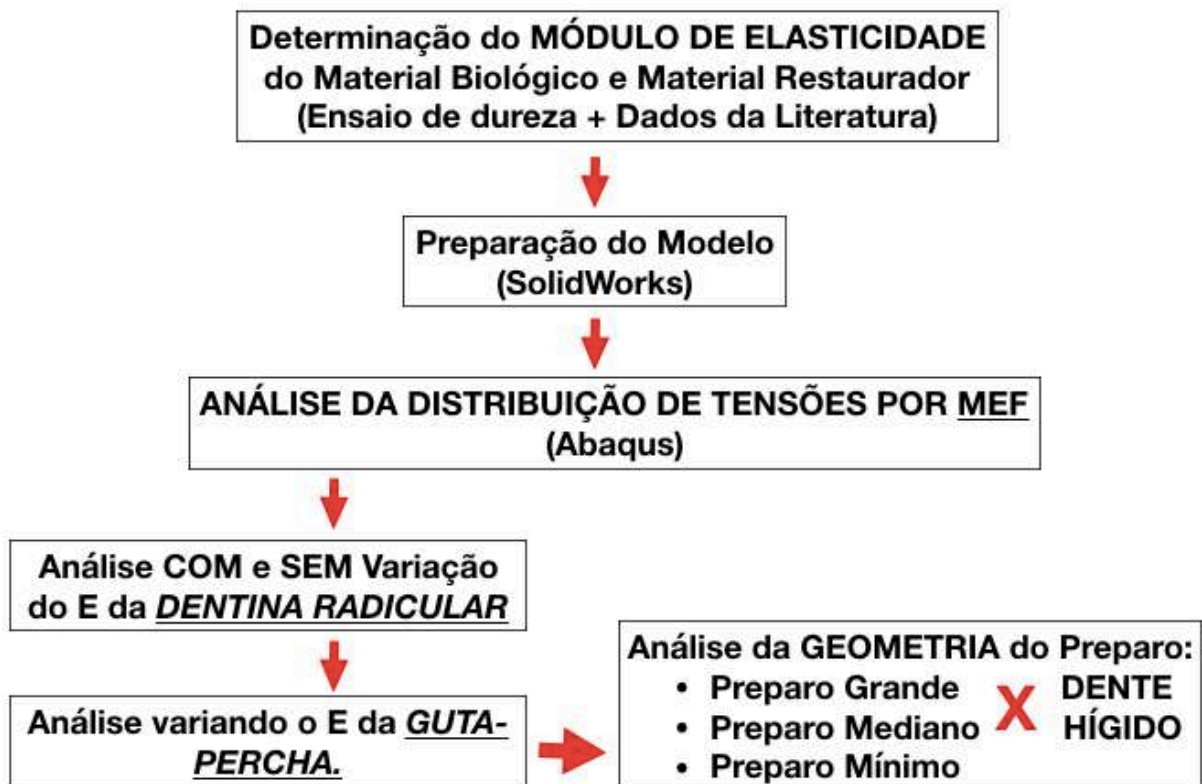 Determinação do MÓDULO DE ELASTICIDADE
do Material Biológico e Material Restaurador
(Ensaio de dureza + Dados da Literatura)
Preparação do Modelo
(SolidWorks)
ANÁLISE DA DISTRIBUIÇÃO DE TENSÕES POR MEF
(Abaqus)
Análise COM e SEM Variação
do E da DENTINA RADICULAR
Análise variando o E da GUTA-
PERCHA.
Análise da GEOMETRIA do Preparo:
• Preparo Grande
• Preparo Mediano
• Preparo Mínimo
X
DENTE
HÍGIDO